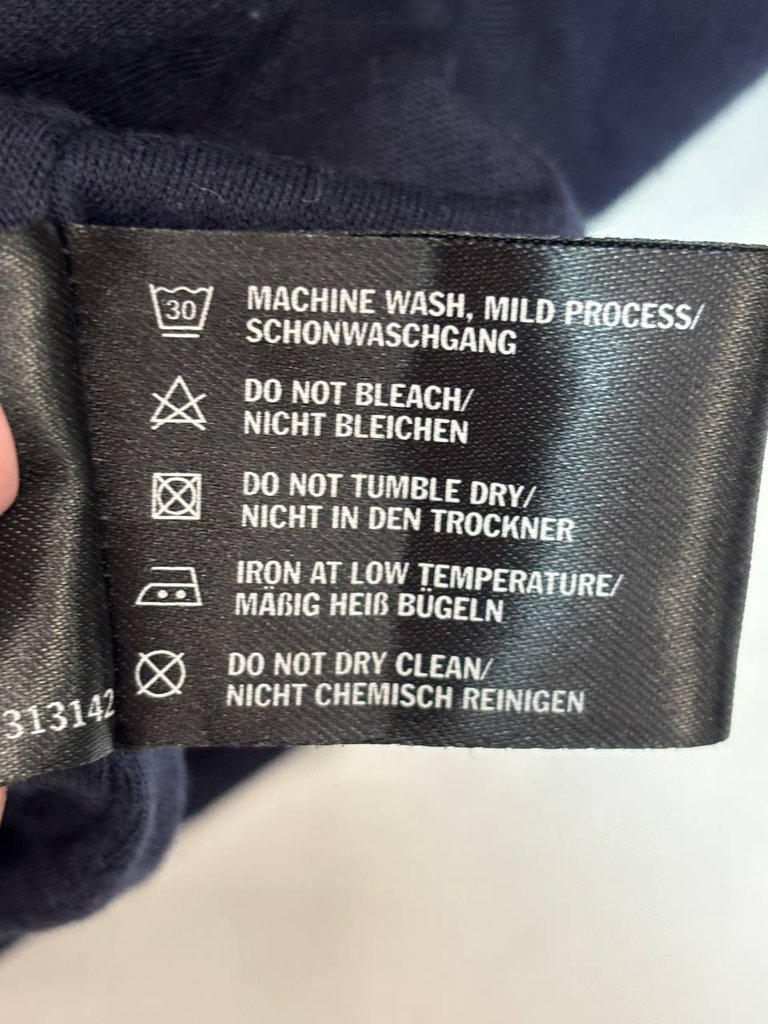 30
MACHINE WASH, MILD PROCESS/
SCHONWASCHGANG
DO NOT BLEACH/
NICHT BLEICHEN
DO NOT TUMBLE DRY/
NICHT IN DEN TROCKNER
IRON AT LOW TEMPERATURE/
MÄßIG HEIß BÜGELN
DO NOT DRY CLEAN/
NICHT CHEMISCH REINIGEN
313142